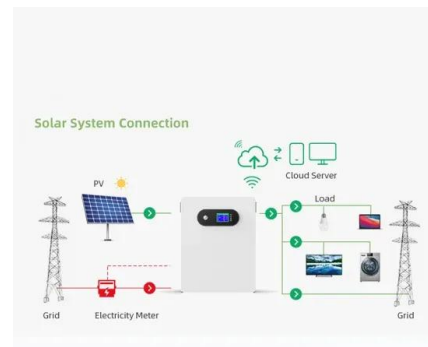 Solar System Connection
Cloud Server
PV
Load
Grid
Electricity Meter
Grid